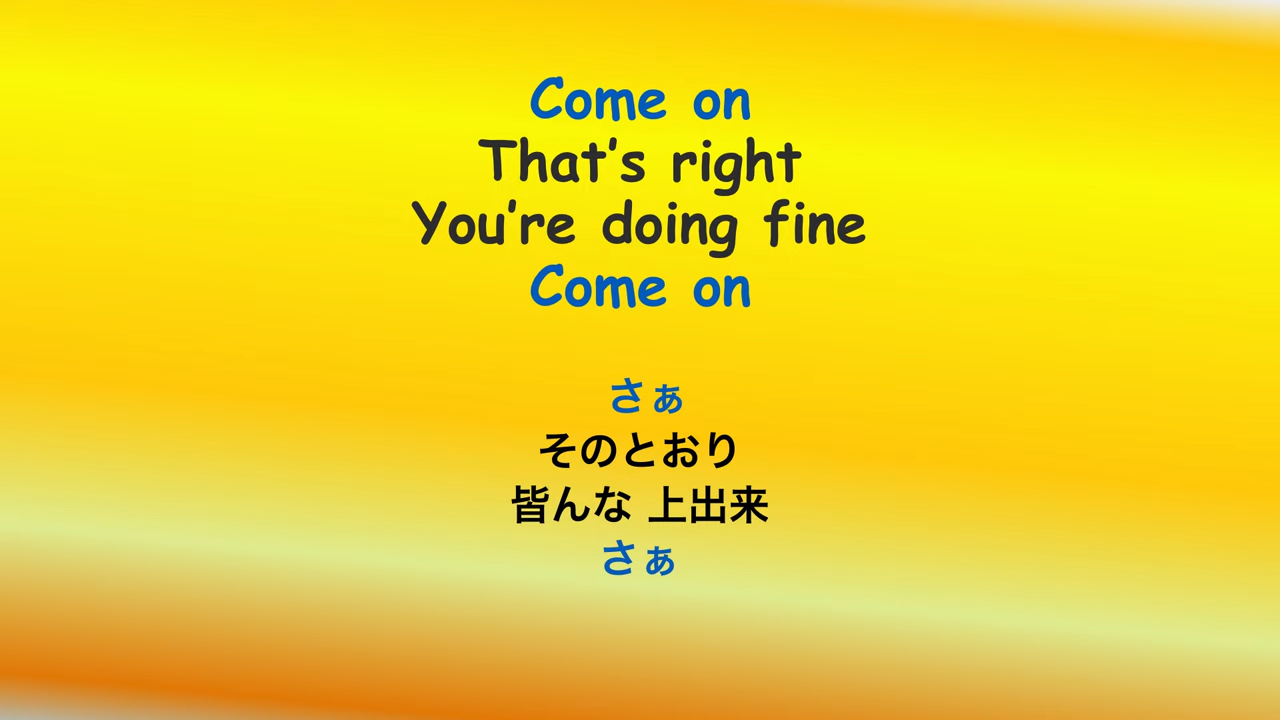 Come on
That's right
You're doing fine
Come on
さぁ
そのとおり
皆んな 上出来
さぁ